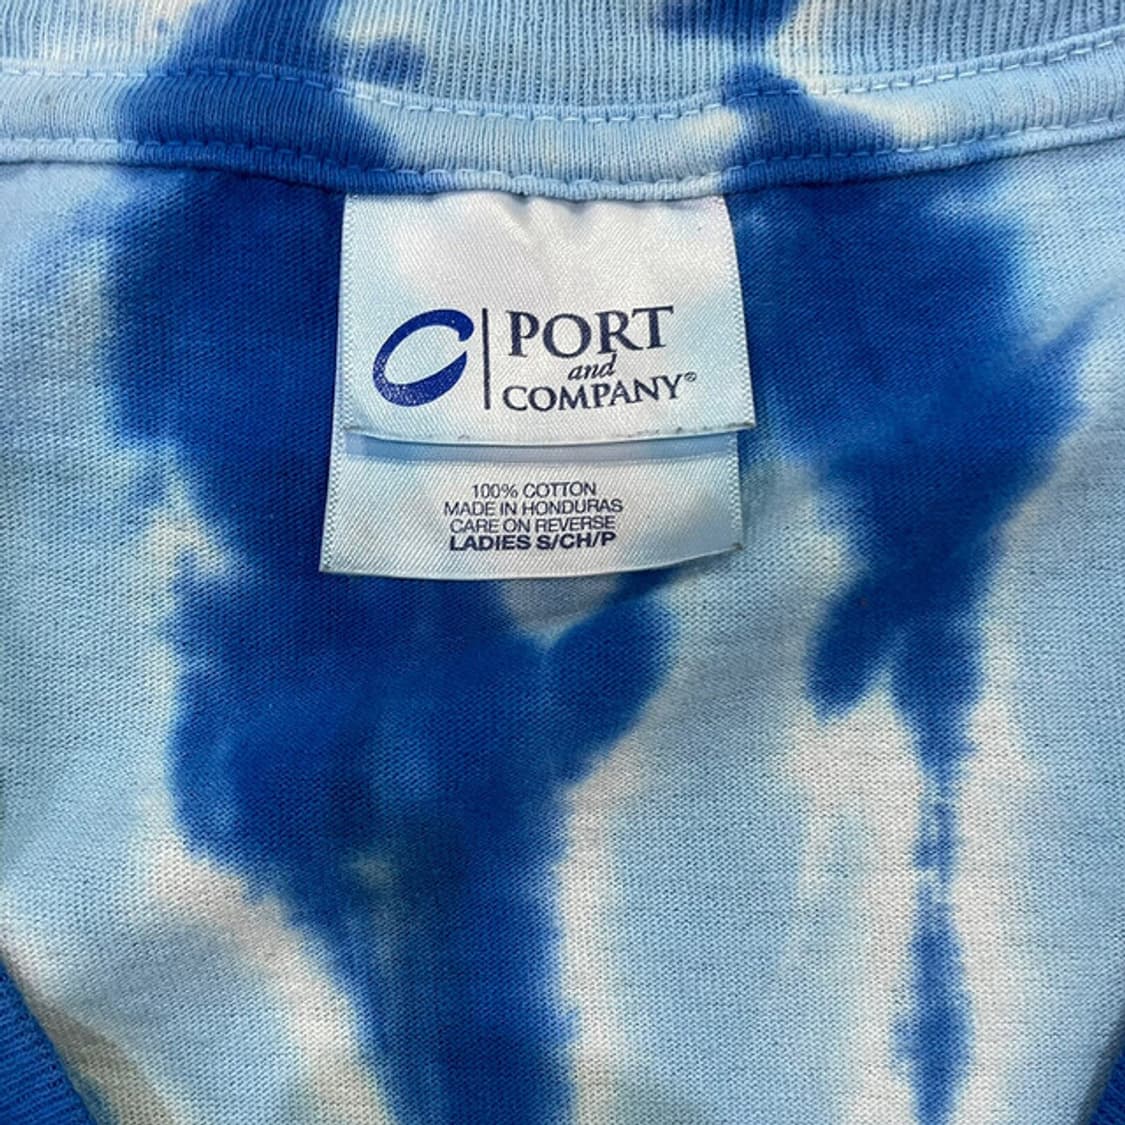 PORT
and
COMPANY®
100% COTTON
MADE IN HONDURAS
CARE ON REVERSE
LADIES S/CH/P